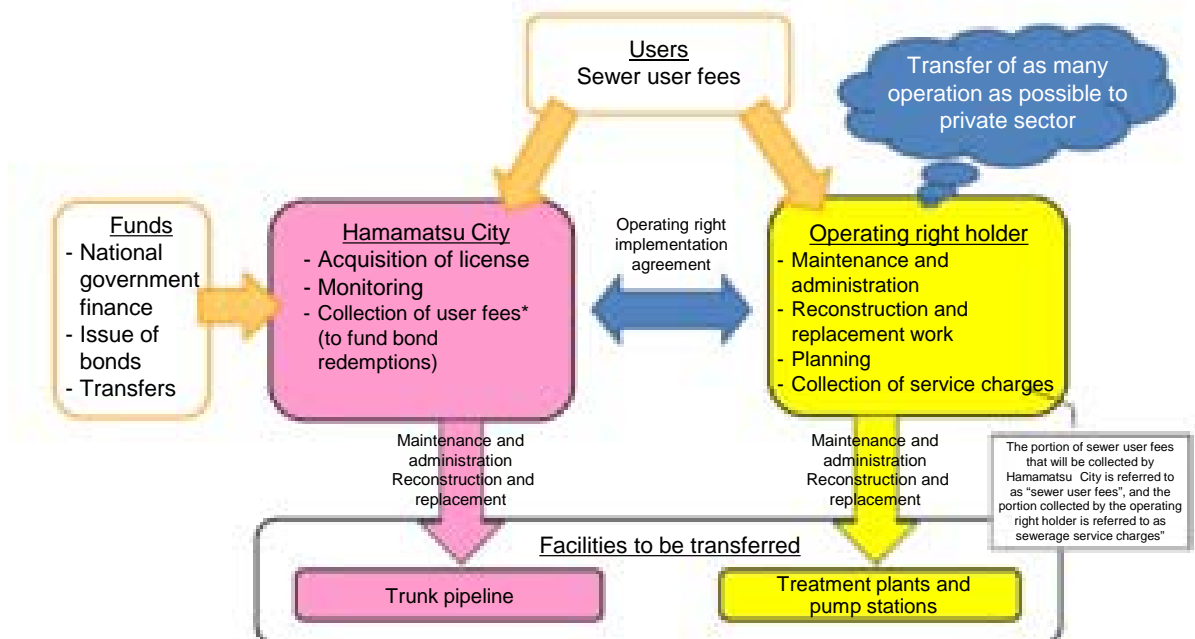 Users
Sewer user fees
Transfer of as many
operation as possible to
private sector
Funds
- National
government
finance
- Issue of
bonds
- Transfers
Hamamatsu City
- Acquisition of license
- Monitoring
- Collection of user fees*
(to fund bond
redemptions)
Operating right
implementation
agreement
Operating right holder
- Maintenance and
administration
- Reconstruction and
replacement work
- Planning
- Collection of service charges
Maintenance and
administration
Reconstruction and
replacement
Maintenance and
administration
Reconstruction and
replacement
The portion of sewer user fees
that will be collected by
Hamamatsu City is referred to
as “sewer user fees”, and the
portion collected by the operating
right holder is referred to as
sewerage service charges”
Facilities to be transferred
Trunk pipeline
Treatment plants and
pump stations